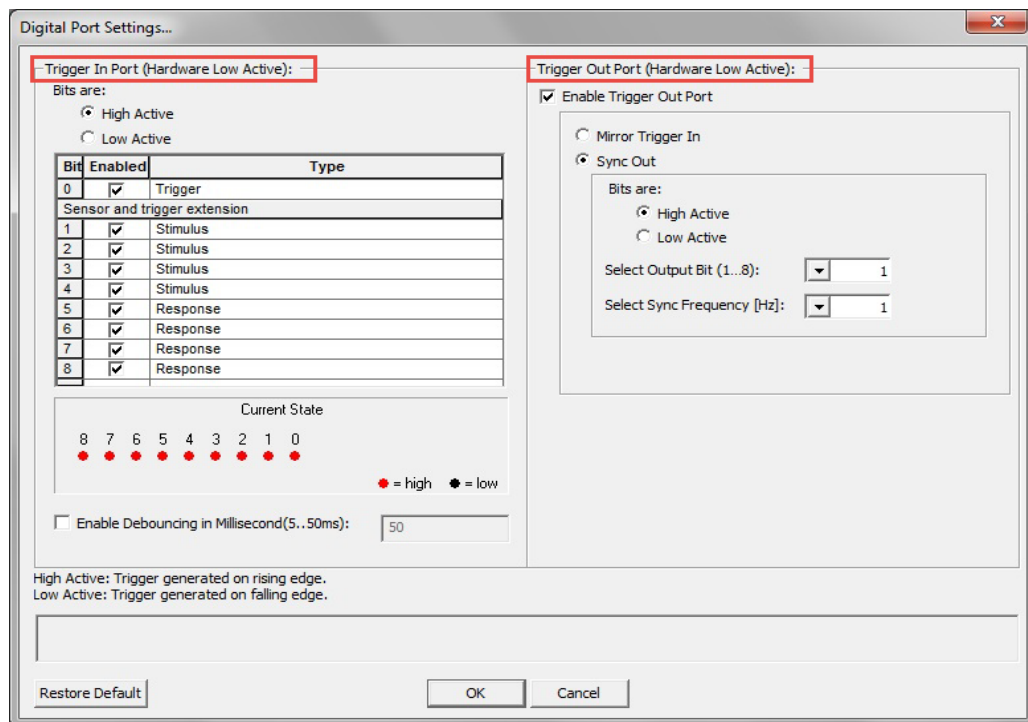 Digital Port Settings...
Trigger In Port (Hardware Low Active):
Bits are:
High Active
Low Active
Bit Enabled Type
0 Trigger
Sensor and trigger extension
1 Stimulus
2 Stimulus
3 Stimulus
4 Stimulus
5 Response
6 Response
7 Response
8 Response
Current State
8 7 6 5 4 3 2 1 0
= high = low
Enable Debouncing in Millisecond(5..50ms): 50
Trigger Out Port (Hardware Low Active):
Enable Trigger Out Port
Mirror Trigger In
Sync Out
Bits are:
High Active
Low Active
Select Output Bit (1...8): 1
Select Sync Frequency [Hz]: 1
High Active: Trigger generated on rising edge.
Low Active: Trigger generated on falling edge.
Restore Default OK Cancel